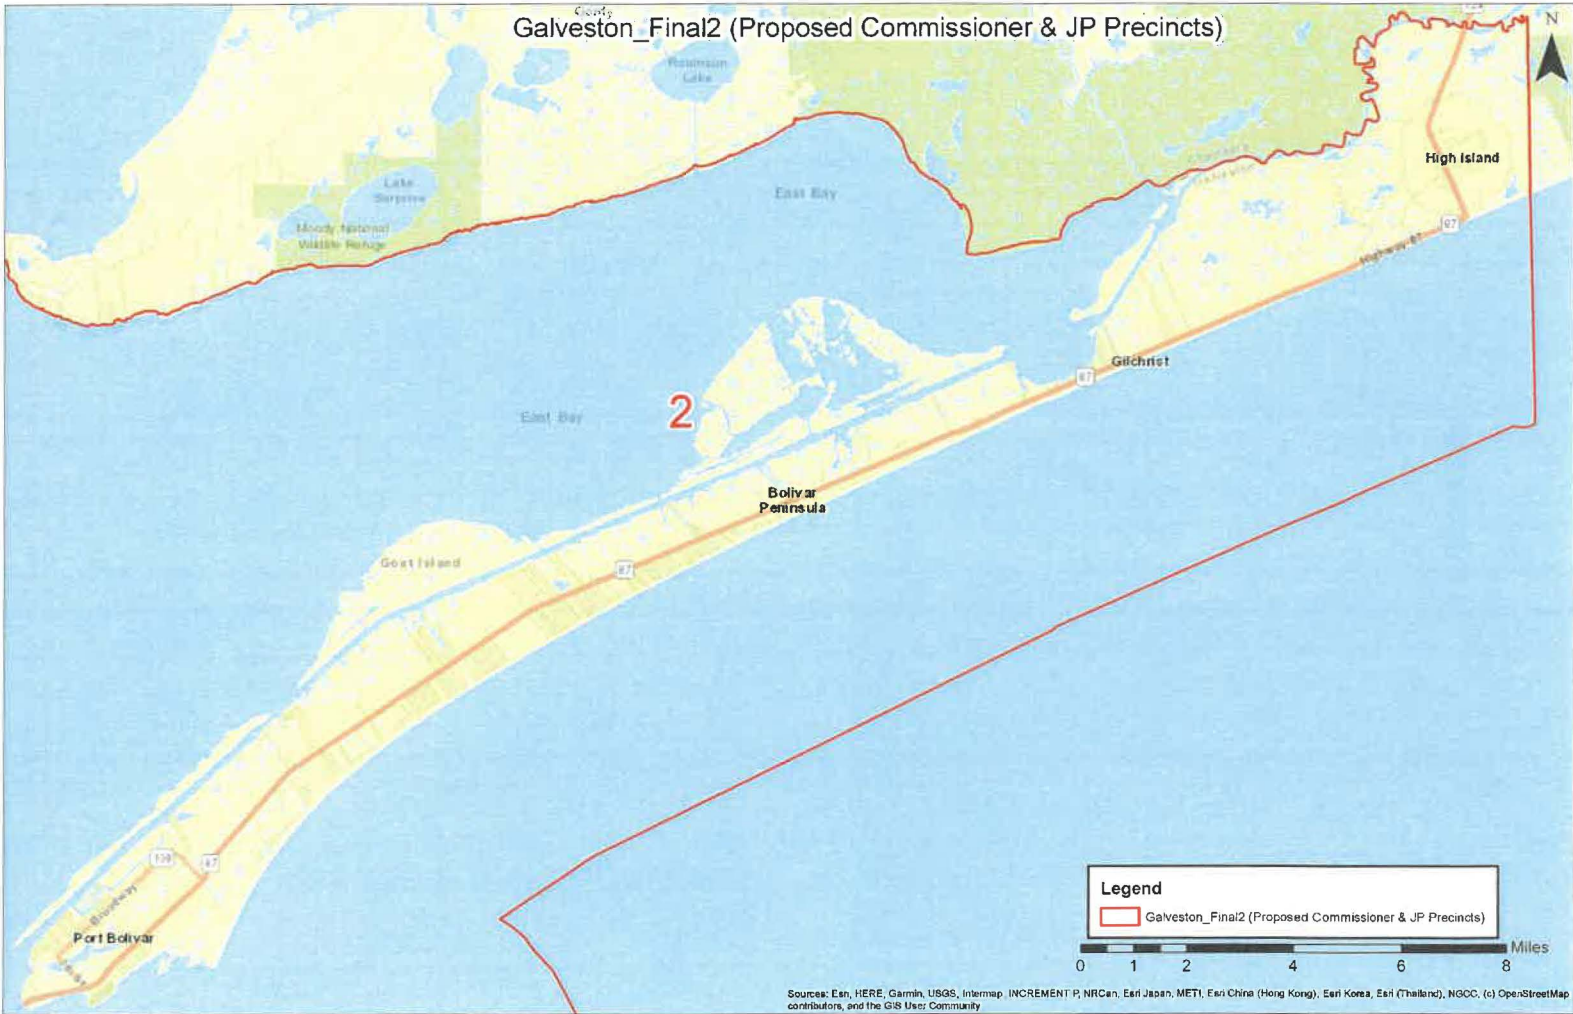 Galveston_Final2 (Proposed Commissioner & JP Precincts)
N
Robinson
Lake
High Island
Lake
Surprise
East Bay
Moody National
Wildlife Refuge
87
Highway 87
Gilchrist
87
2
East Bay
Bolivar
Peninsula
Goat Island
87
87
Broadway
Port Bolivar
Legend
Galveston_Final2 (Proposed Commissioner & JP Precincts)
Miles
0 1 2 4 6 8
Sources: Esri, HERE, Garmin, USGS, Intermap, INCREMENT P, NRCan, Esri Japan, METI, Esri China (Hong Kong), Esri Korea, Esri (Thailand), NGCC, (c) OpenStreetMap
contributors, and the GIS User Community